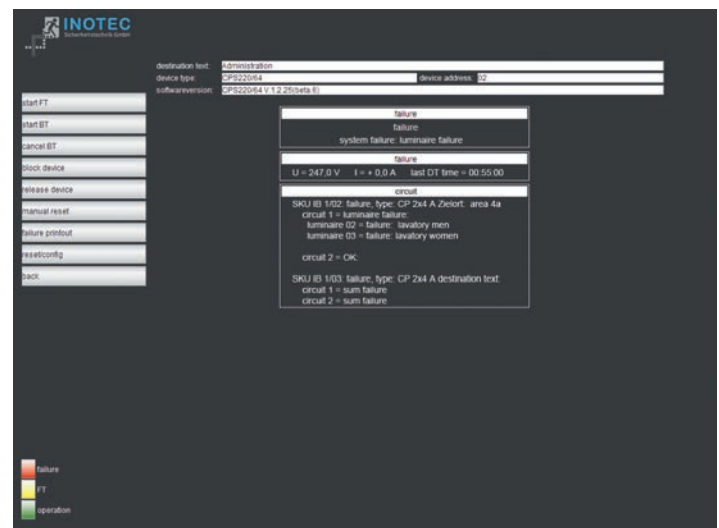 INOTEC
Sicherheitstechnik GmbH
destination text: Administration
device type: CPS220/64 device address: 02
softwareversion: CPS220/64 V.1.2.25(beta 6)
start FT
start BT
cancel BT
block device
release device
manual reset
failure printout
reset/config
back
failure
failure
system failure: luminaire failure
failure
U = 247,0 V I = + 0,0 A last DT time = 00:55:00
circuit
SKU IB 1/02: failure, type: CP 2x4 A Zielort: area 4a
circuit 1 = luminaire failure:
luminaire 02 = failure: lavatory men
luminaire 03 = failure: lavatory women
circuit 2 = OK:
SKU IB 1/03: failure, type: CP 2x4 A destination text:
circuit 1 = sum failure
circuit 2 = sum failure
failure
FT
operation